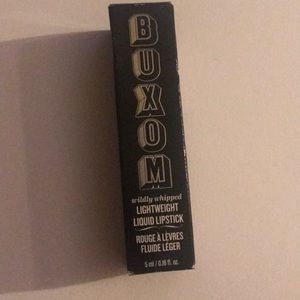 BUXOM
wildly whipped
LIGHTWEIGHT
LIQUID LIPSTICK
ROUGE À LÈVRES
FLUIDE LÉGER
5 ml / 0.16 fl. oz.